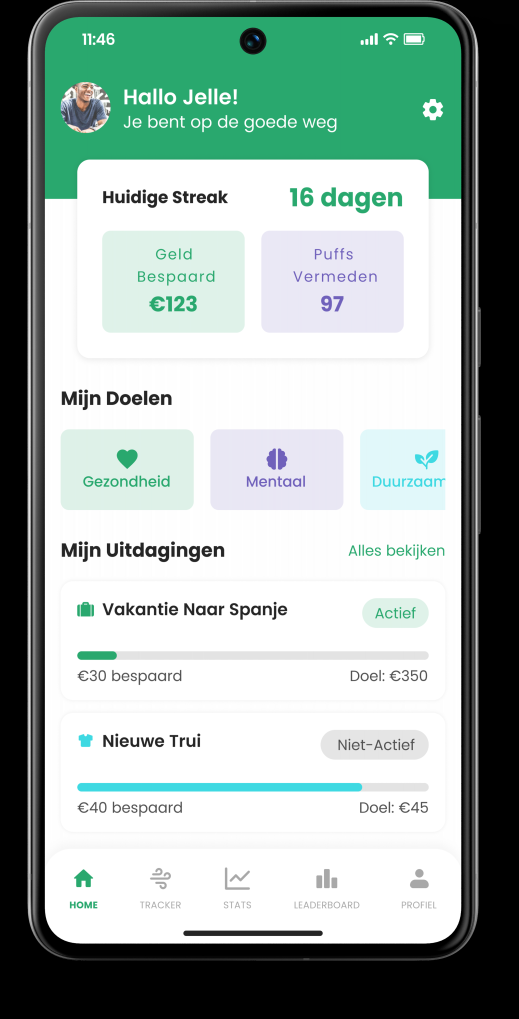 11:46
Hallo Jelle!
Je bent op de goede weg
Huidige Streak
16 dagen
Geld
Bespaard
€123
Puffs
Vermeden
97
Mijn Doelen
Gezondheid
Mentaal
Duurzaam
Mijn Uitdagingen
Alles bekijken
Vakantie Naar Spanje
Actief
€30 bespaard
Doel: €350
Nieuwe Trui
Niet-Actief
€40 bespaard
Doel: €45
HOME
TRACKER
STATS
LEADERBOARD
PROFIEL